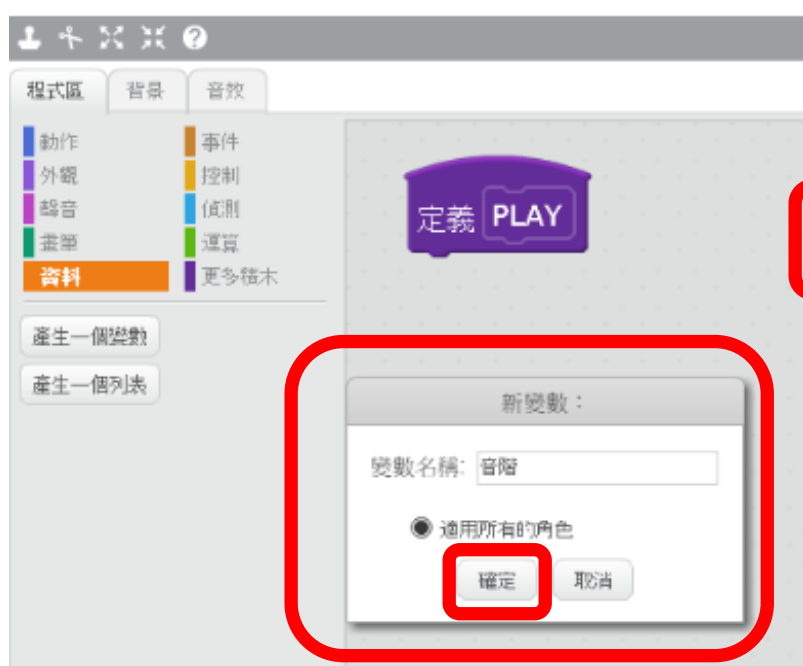 程式區 背景 音效
動作 事件
外觀 控制
聲音 偵測
畫筆 運算
資料 更多積木
產生一個變數
產生一個列表
定義 PLAY
新變數：
變數名稱: 音階
適用所有的角色
確定 取消